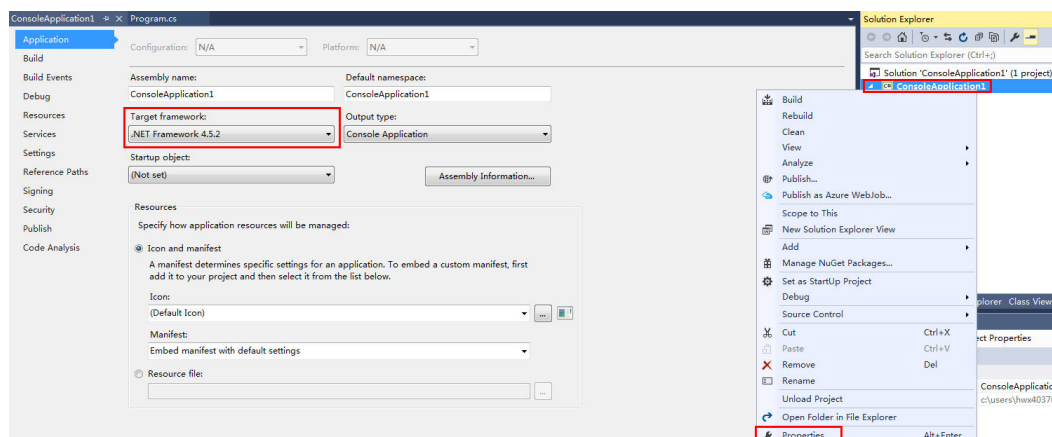 ConsoleApplication1
Program.cs
Application
Build
Build Events
Debug
Resources
Services
Settings
Reference Paths
Signing
Security
Publish
Code Analysis
Configuration: N/A
Platform: N/A
Assembly name:
ConsoleApplication1
Default namespace:
ConsoleApplication1
Target framework:
.NET Framework 4.5.2
Output type:
Console Application
Startup object:
(Not set)
Assembly Information...
Resources
Specify how application resources will be managed:
Icon and manifest
A manifest determines specific settings for an application. To embed a custom manifest, first
add it to your project and then select it from the list below.
Icon:
(Default Icon)
...
Manifest:
Embed manifest with default settings
Resource file:
...
Solution Explorer
Search Solution Explorer (Ctrl+;)
Solution 'ConsoleApplication1' (1 project)
ConsoleApplication1
Build
Rebuild
Clean
View
Analyze
Publish...
Publish as Azure WebJob...
Scope to This
New Solution Explorer View
Add
Manage NuGet Packages...
Set as StartUp Project
Debug
Source Control
Cut Ctrl+X
Paste Ctrl+V
Remove Del
Rename
Unload Project
Open Folder in File Explorer
Properties Alt+Enter
plorer Class View
ect Properties
ConsoleApplicatio